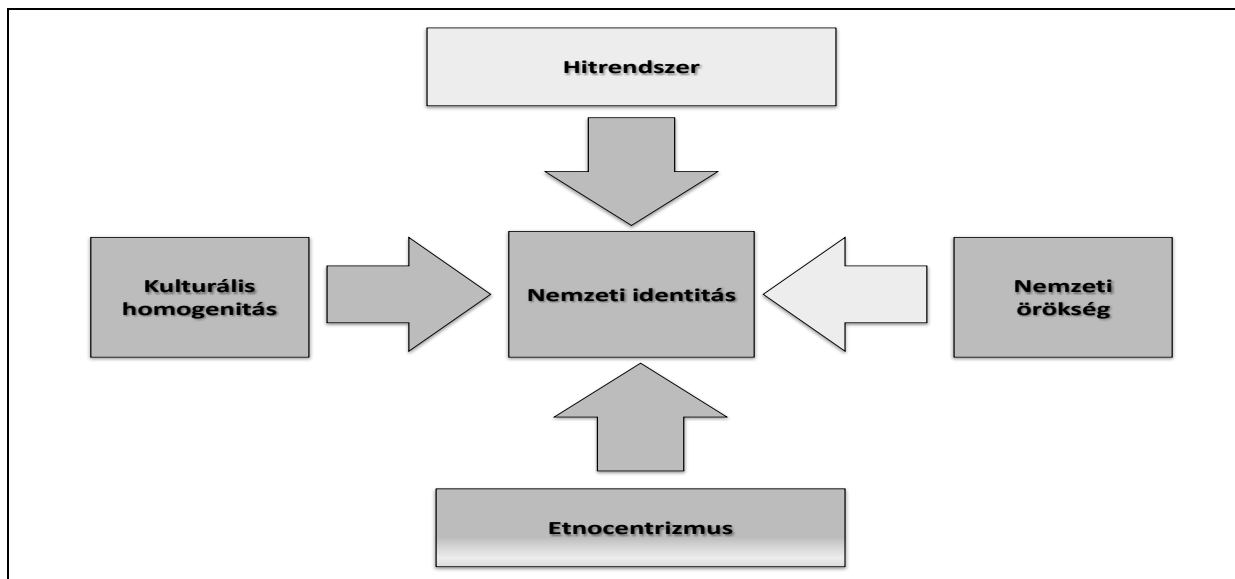 Hitrendszer
Kulturális
homogenitás
Nemzeti identitás
Nemzeti
örökség
Etnocentrizmus